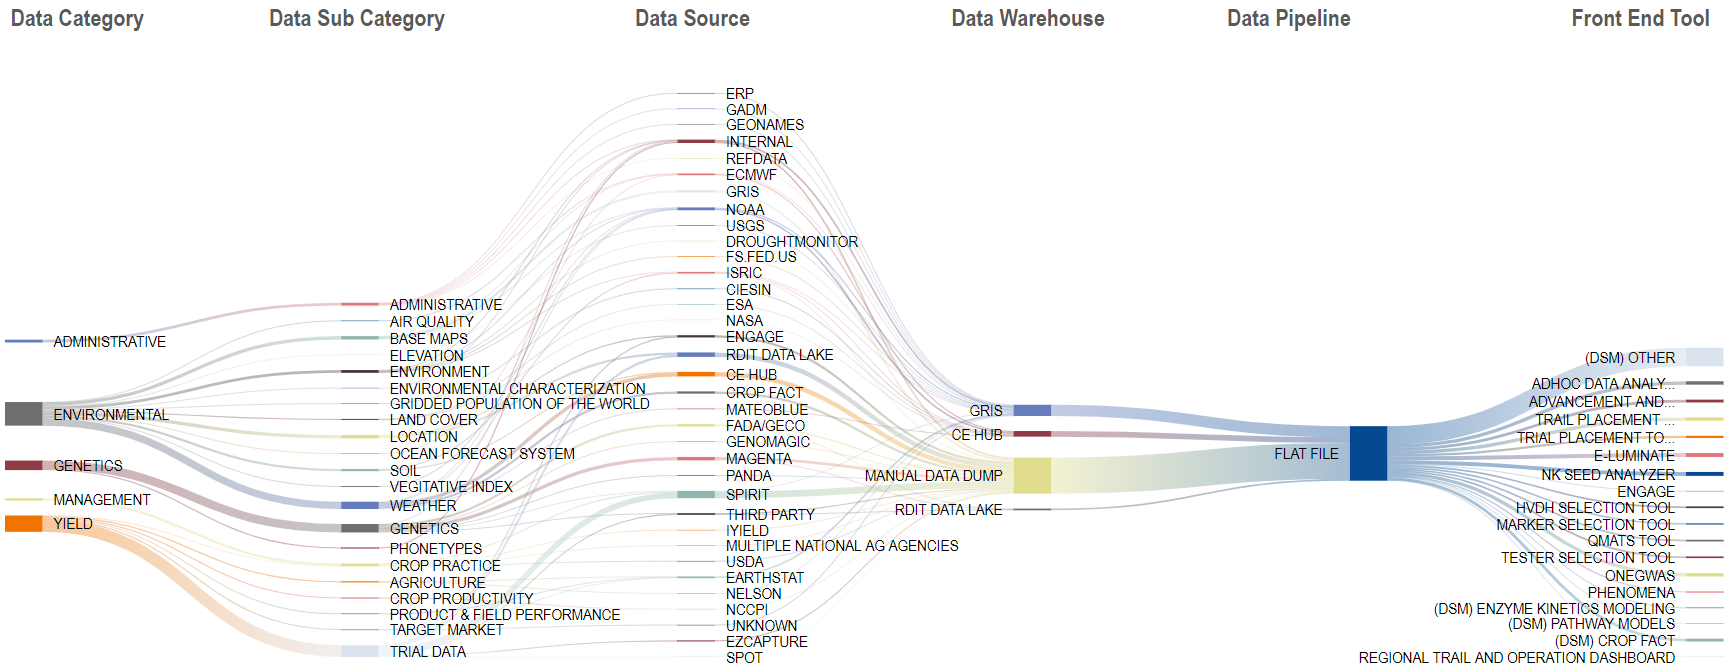 Data Category
Data Sub Category
Data Source
Data Warehouse
Data Pipeline
Front End Tool
ADMINISTRATIVE
ENVIRONMENTAL
GENETICS
MANAGEMENT
YIELD
ADMINISTRATIVE
AIR QUALITY
BASE MAPS
ELEVATION
ENVIRONMENT
ENVIRONMENTAL CHARACTERIZATION
GRIDDED POPULATION OF THE WORLD
LAND COVER
LOCATION
OCEAN FORECAST SYSTEM
SOIL
VEGITATIVE INDEX
WEATHER
GENETICS
PHONETYPES
CROP PRACTICE
AGRICULTURE
CROP PRODUCTIVITY
PRODUCT & FIELD PERFORMANCE
TARGET MARKET
TRIAL DATA
ERP
GADM
GEONAMES
INTERNAL
REFDATA
ECMWF
GRIS
NOAA
USGS
DROUGHTMONITOR
FS.FED.US
ISRIC
CIESIN
ESA
NASA
ENGAGE
RDIT DATA LAKE
CE HUB
CROP FACT
MATEOBLUE
FADA/GECO
GENOMAGIC
MAGENTA
PANDA
SPIRIT
THIRD PARTY
IYIELD
MULTIPLE NATIONAL AG AGENCIES
USDA
EARTHSTAT
NELSON
NCCPI
UNKNOWN
EZCAPTURE
SPOT
GRIS
CE HUB
MANUAL DATA DUMP
RDIT DATA LAKE
FLAT FILE
(DSM) OTHER
ADHOC DATA ANALY...
ADVANCEMENT AND...
TRAIL PLACEMENT ...
TRIAL PLACEMENT TO...
E-LUMINATE
NK SEED ANALYZER
ENGAGE
HVDH SELECTION TOOL
MARKER SELECTION TOOL
QMATS TOOL
TESTER SELECTION TOOL
ONEGWAS
PHENOMENA
(DSM) ENZYME KINETICS MODELING
(DSM) PATHWAY MODELS
(DSM) CROP FACT
REGIONAL TRAIL AND OPERATION DASHBOARD